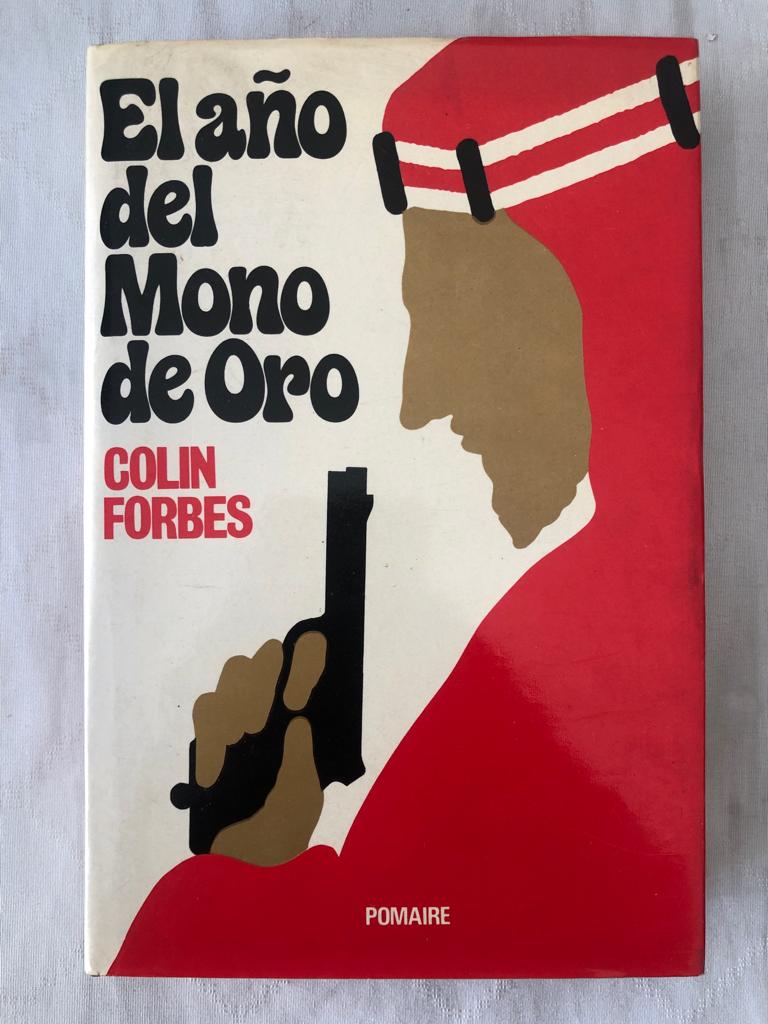 El año
del
Mono
de Oro
COLIN
FORBES
POMAIRE